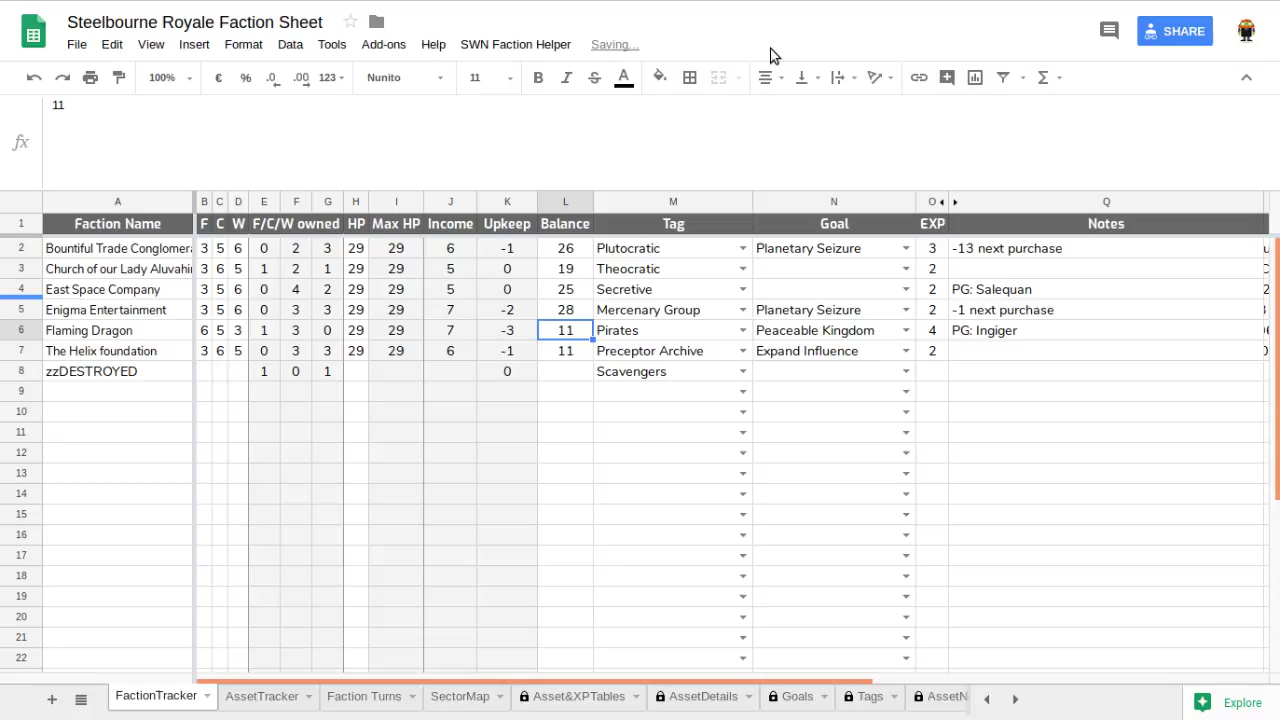 Steelbourne Royale Faction Sheet
SHARE
File Edit View Insert Format Data Tools Add-ons Help SWN Faction Helper Saving...
100% € % .0 .00 123 Nunito 11 B I S A Σ
11
fx
A B C D E F G H I J K L M N O Q
1 Faction Name F C W F/C/W owned HP Max HP Income Upkeep Balance Tag Goal EXP Notes
2 Bountiful Trade Conglomera 3 5 6 0 2 3 29 29 6 -1 26 Plutocratic Planetary Seizure 3 -13 next purchase
3 Church of our Lady Aluvahi 3 6 5 1 2 1 29 29 5 0 19 Theocratic 2
4 East Space Company 3 5 6 0 4 2 29 29 5 0 25 Secretive 2 PG: Salequan
5 Enigma Entertainment 3 5 6 0 3 3 29 29 7 -2 28 Mercenary Group Planetary Seizure 2 -1 next purchase
6 Flaming Dragon 6 5 3 1 3 0 29 29 7 -3 11 Pirates Peaceable Kingdom 4 PG: Ingiger
7 The Helix foundation 3 6 5 0 3 3 29 29 6 -1 11 Preceptor Archive Expand Influence 2
8 zzDESTROYED 1 0 1 0 Scavengers
9
10
11
12
13
14
15
16
17
18
19
20
21
22
FactionTracker AssetTracker Faction Turns SectorMap Asset&XPTables AssetDetails Goals Tags AssetN Explore